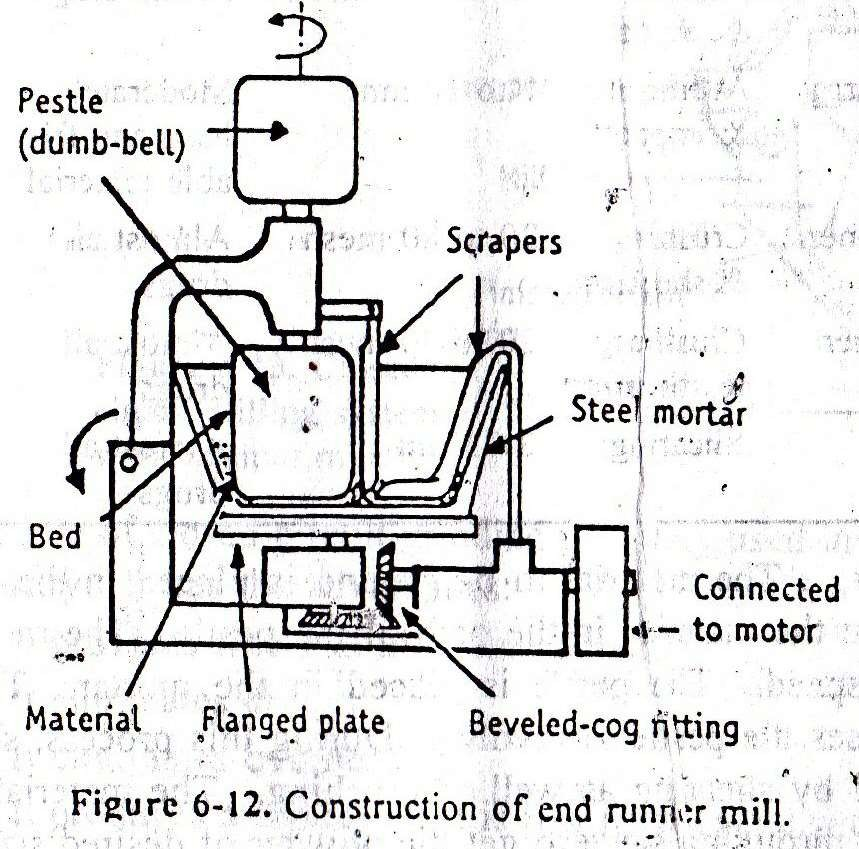 Pestle
(dumb-bell)
Scrapers
Steel mortar
Bed
Connected
to motor
Material
Flanged plate
Beveled-cog fitting
Figure 6-12. Construction of end runner mill.